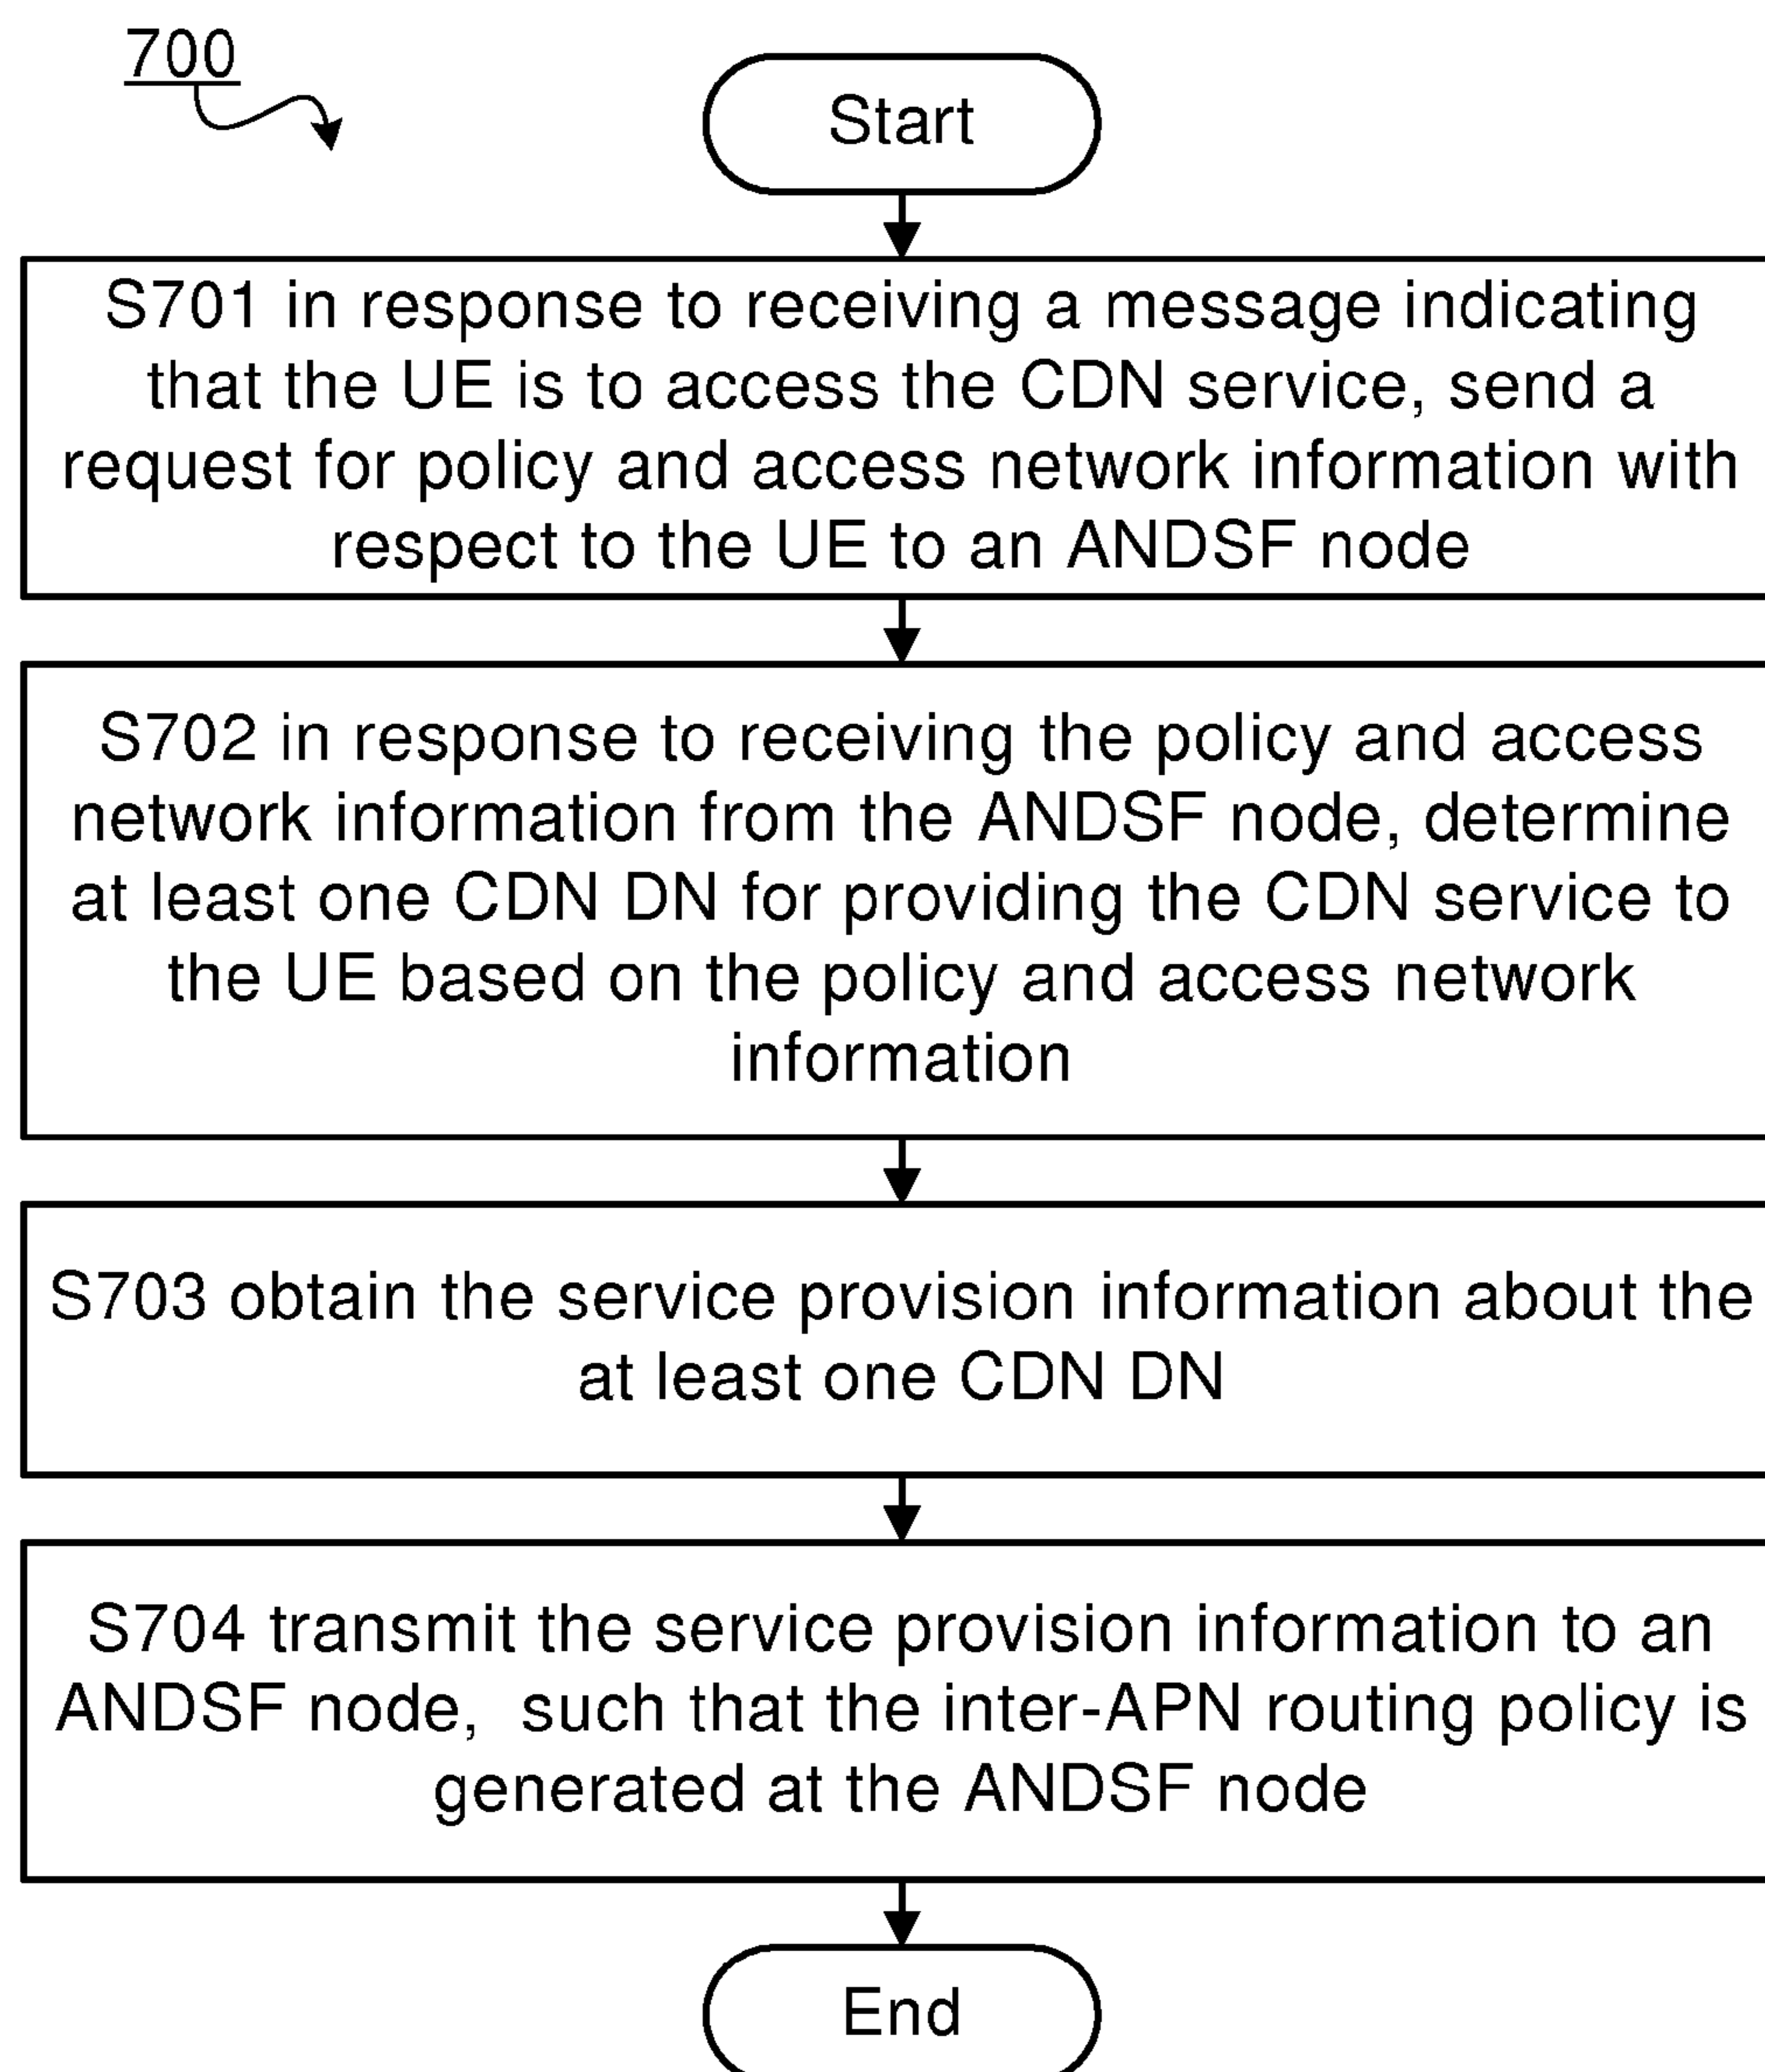 700
Start
S701 in response to receiving a message indicating
that the UE is to access the CDN service, send a
request for policy and access network information with
respect to the UE to an ANDSF node
S702 in response to receiving the policy and access
network information from the ANDSF node, determine
at least one CDN DN for providing the CDN service to
the UE based on the policy and access network
information
S703 obtain the service provision information about the
at least one CDN DN
S704 transmit the service provision information to an
ANDSF node,  such that the inter-APN routing policy is
generated at the ANDSF node
End